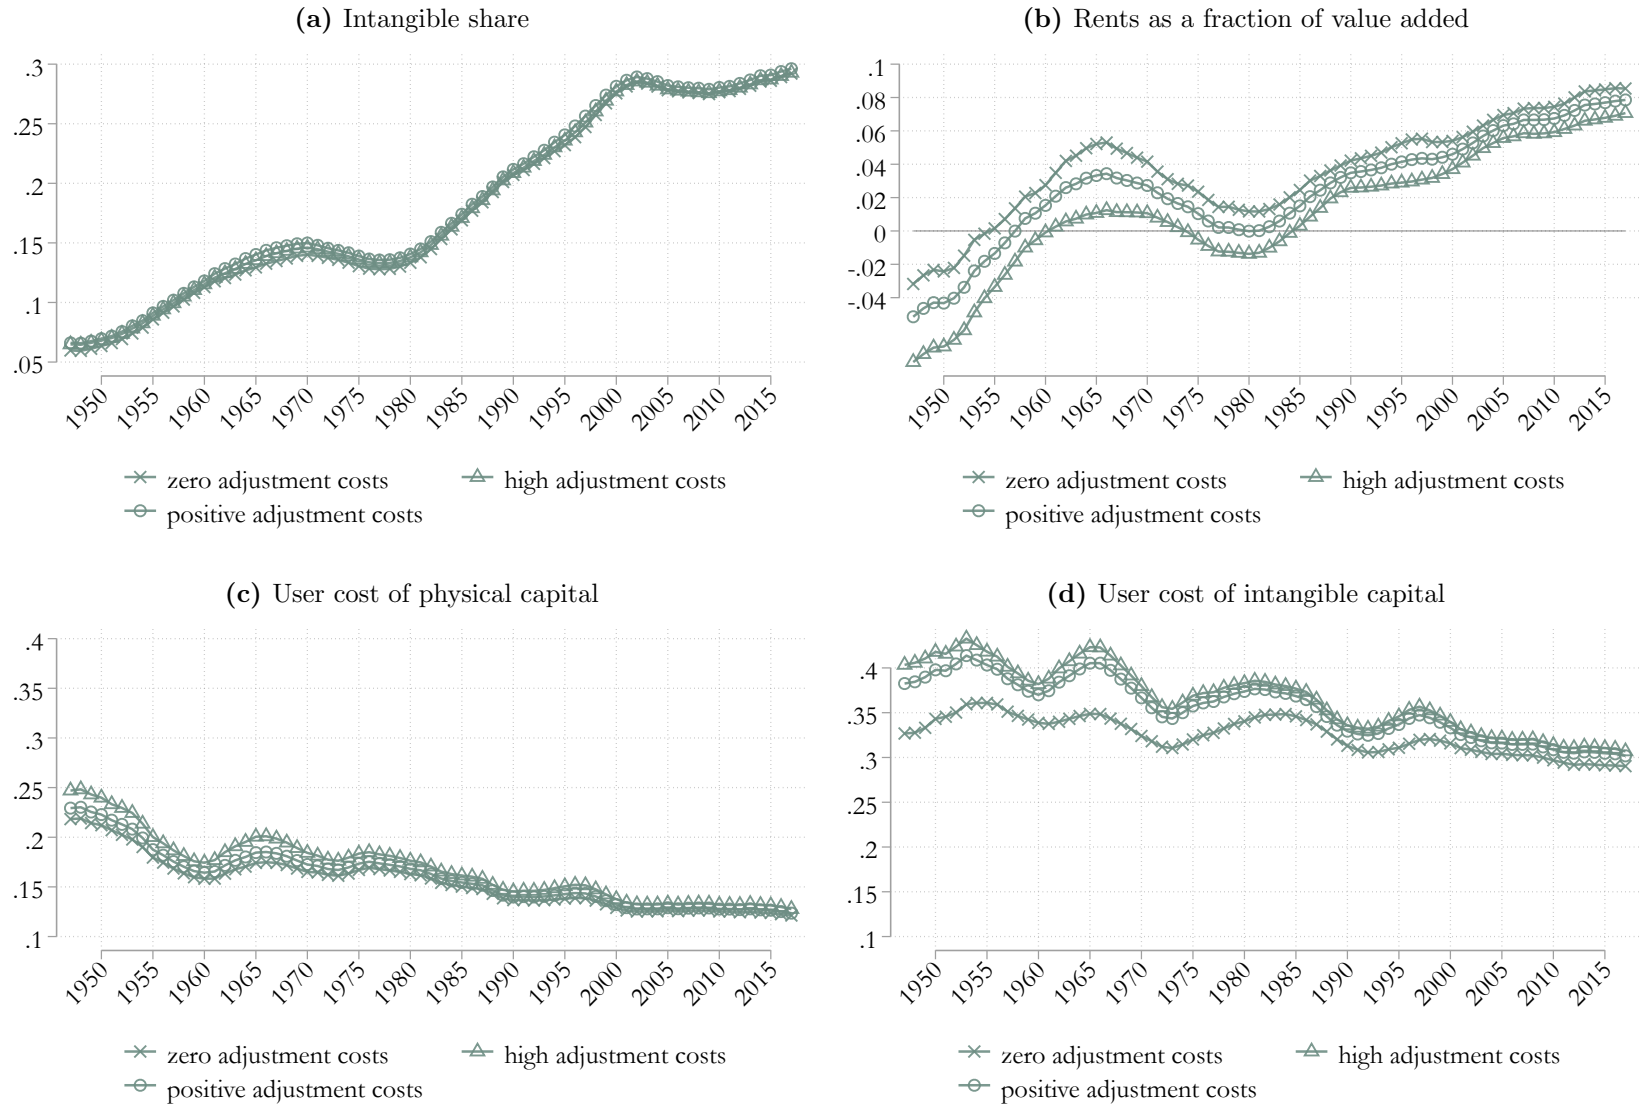 (a) Intangible share
.3
.25
.2
.15
.1
.05
1950 1955 1960 1965 1970 1975 1980 1985 1990 1995 2000 2005 2010 2015
zero adjustment costs high adjustment costs
positive adjustment costs
(b) Rents as a fraction of value added
.1
.08
.06
.04
.02
0
-.02
-.04
1950 1955 1960 1965 1970 1975 1980 1985 1990 1995 2000 2005 2010 2015
zero adjustment costs high adjustment costs
positive adjustment costs
(c) User cost of physical capital
.4
.35
.3
.25
.2
.15
.1
1950 1955 1960 1965 1970 1975 1980 1985 1990 1995 2000 2005 2010 2015
zero adjustment costs high adjustment costs
positive adjustment costs
(d) User cost of intangible capital
.4
.35
.3
.25
.2
.15
.1
1950 1955 1960 1965 1970 1975 1980 1985 1990 1995 2000 2005 2010 2015
zero adjustment costs high adjustment costs
positive adjustment costs